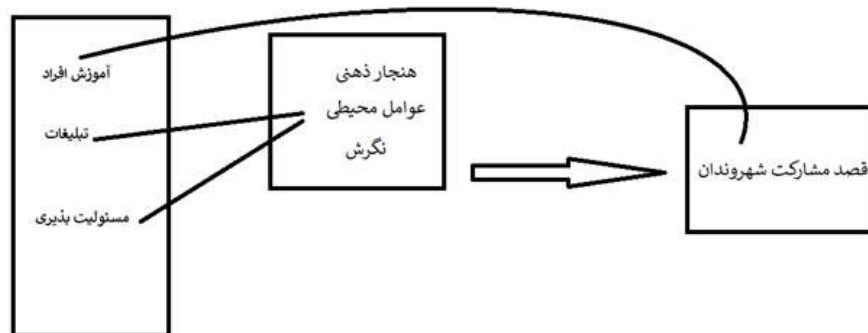 آموزش افراد
تبلیغات
مسئولیت پذیری
هنجار ذهنی
عوامل محیطی
نگرش
قصد مشارکت شهروندان